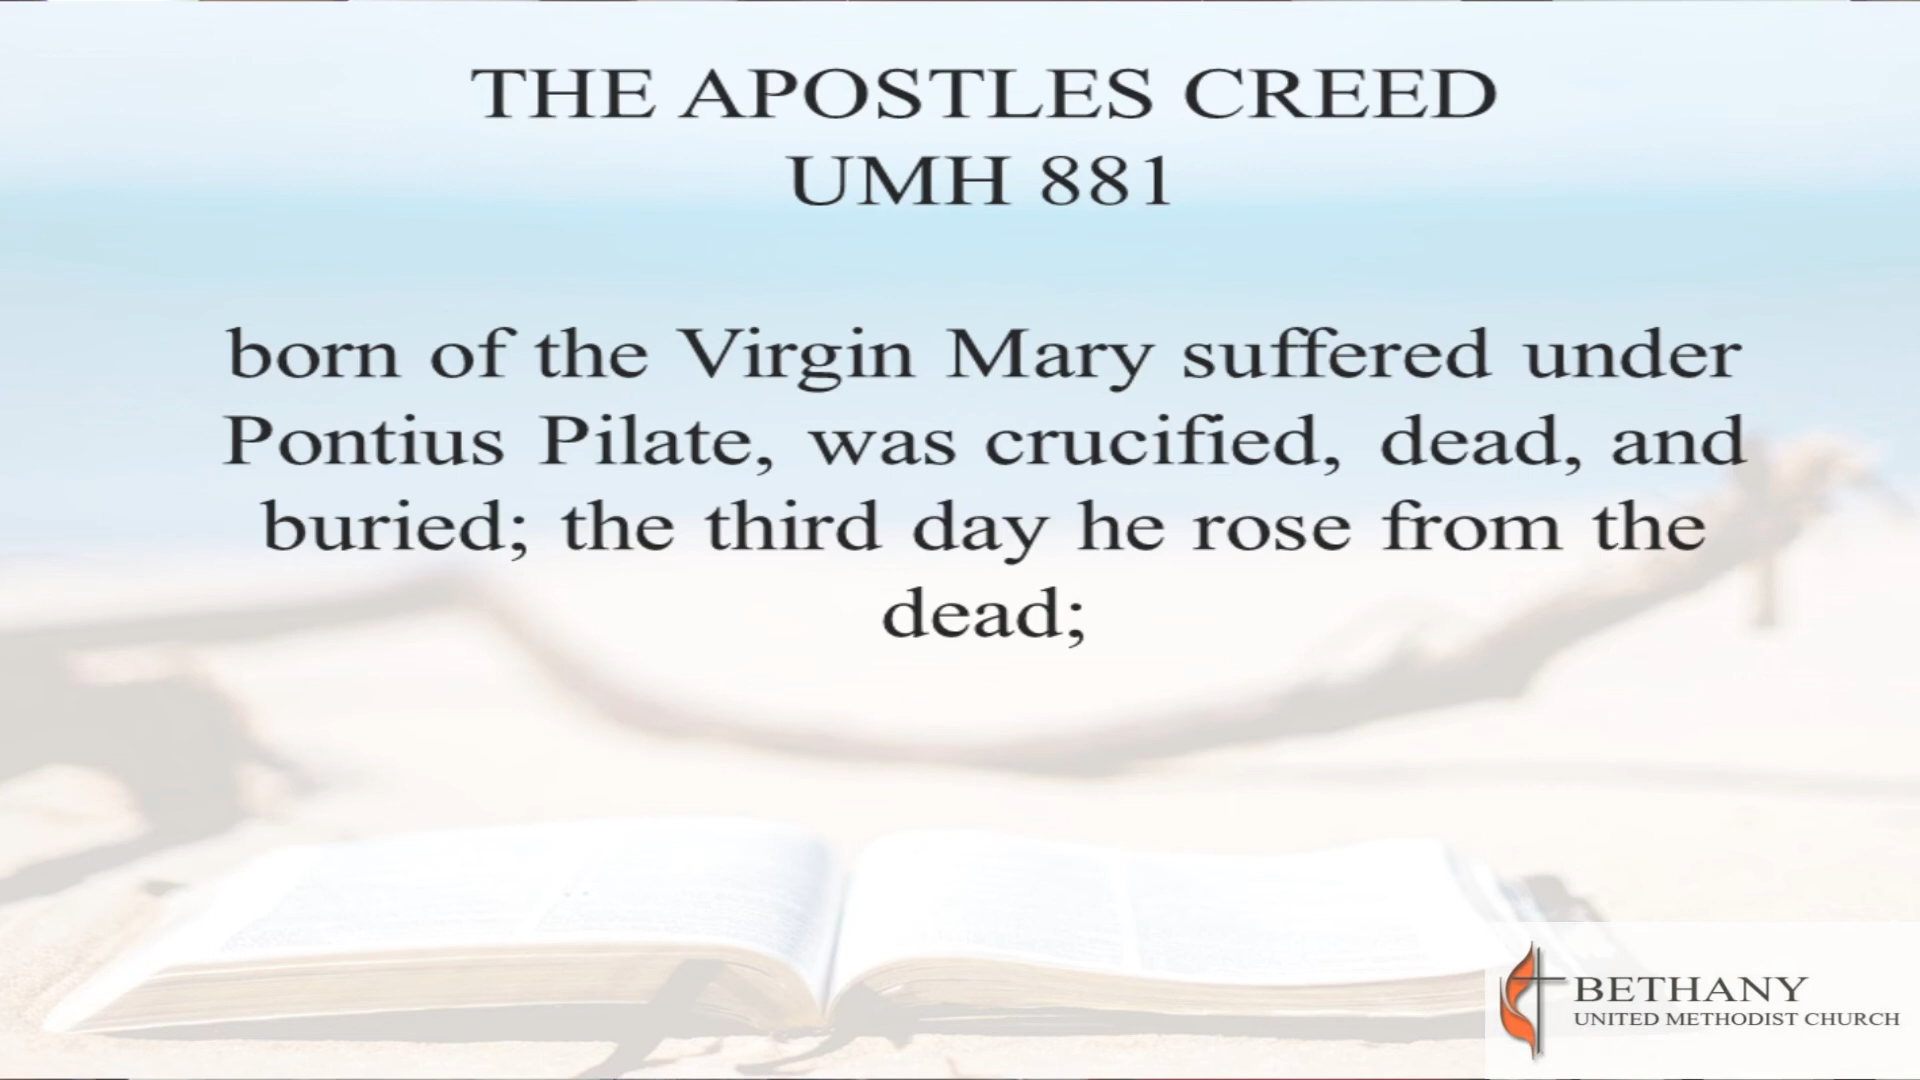 THE APOSTLES CREED
UMH 881
born of the Virgin Mary suffered under
Pontius Pilate, was crucified, dead, and
buried; the third day he rose from the
dead;
BETHANY
UNITED METHODIST CHURCH